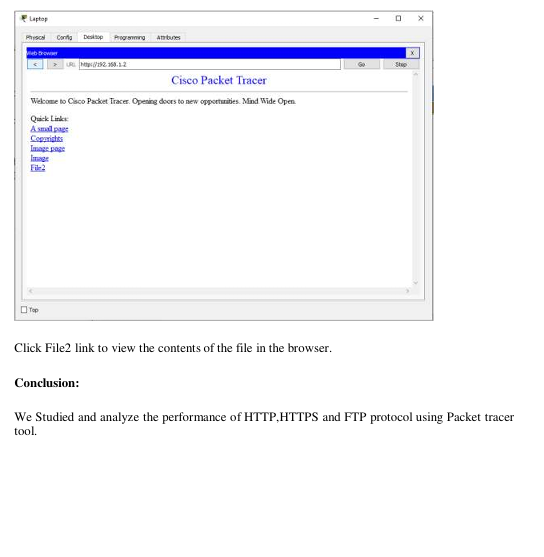 Laptop
Physical Config Desktop Programming Attributes
Web Browser X
< > URL http://192.168.1.2 Go Stop
Cisco Packet Tracer
Welcome to Cisco Packet Tracer. Opening doors to new opportunities. Mind Wide Open.
Quick Links:
A small page
Copyrights
Image page
Image
File2
Top
Click File2 link to view the contents of the file in the browser.
Conclusion:
We Studied and analyze the performance of HTTP,HTTPS and FTP protocol using Packet tracer
tool.